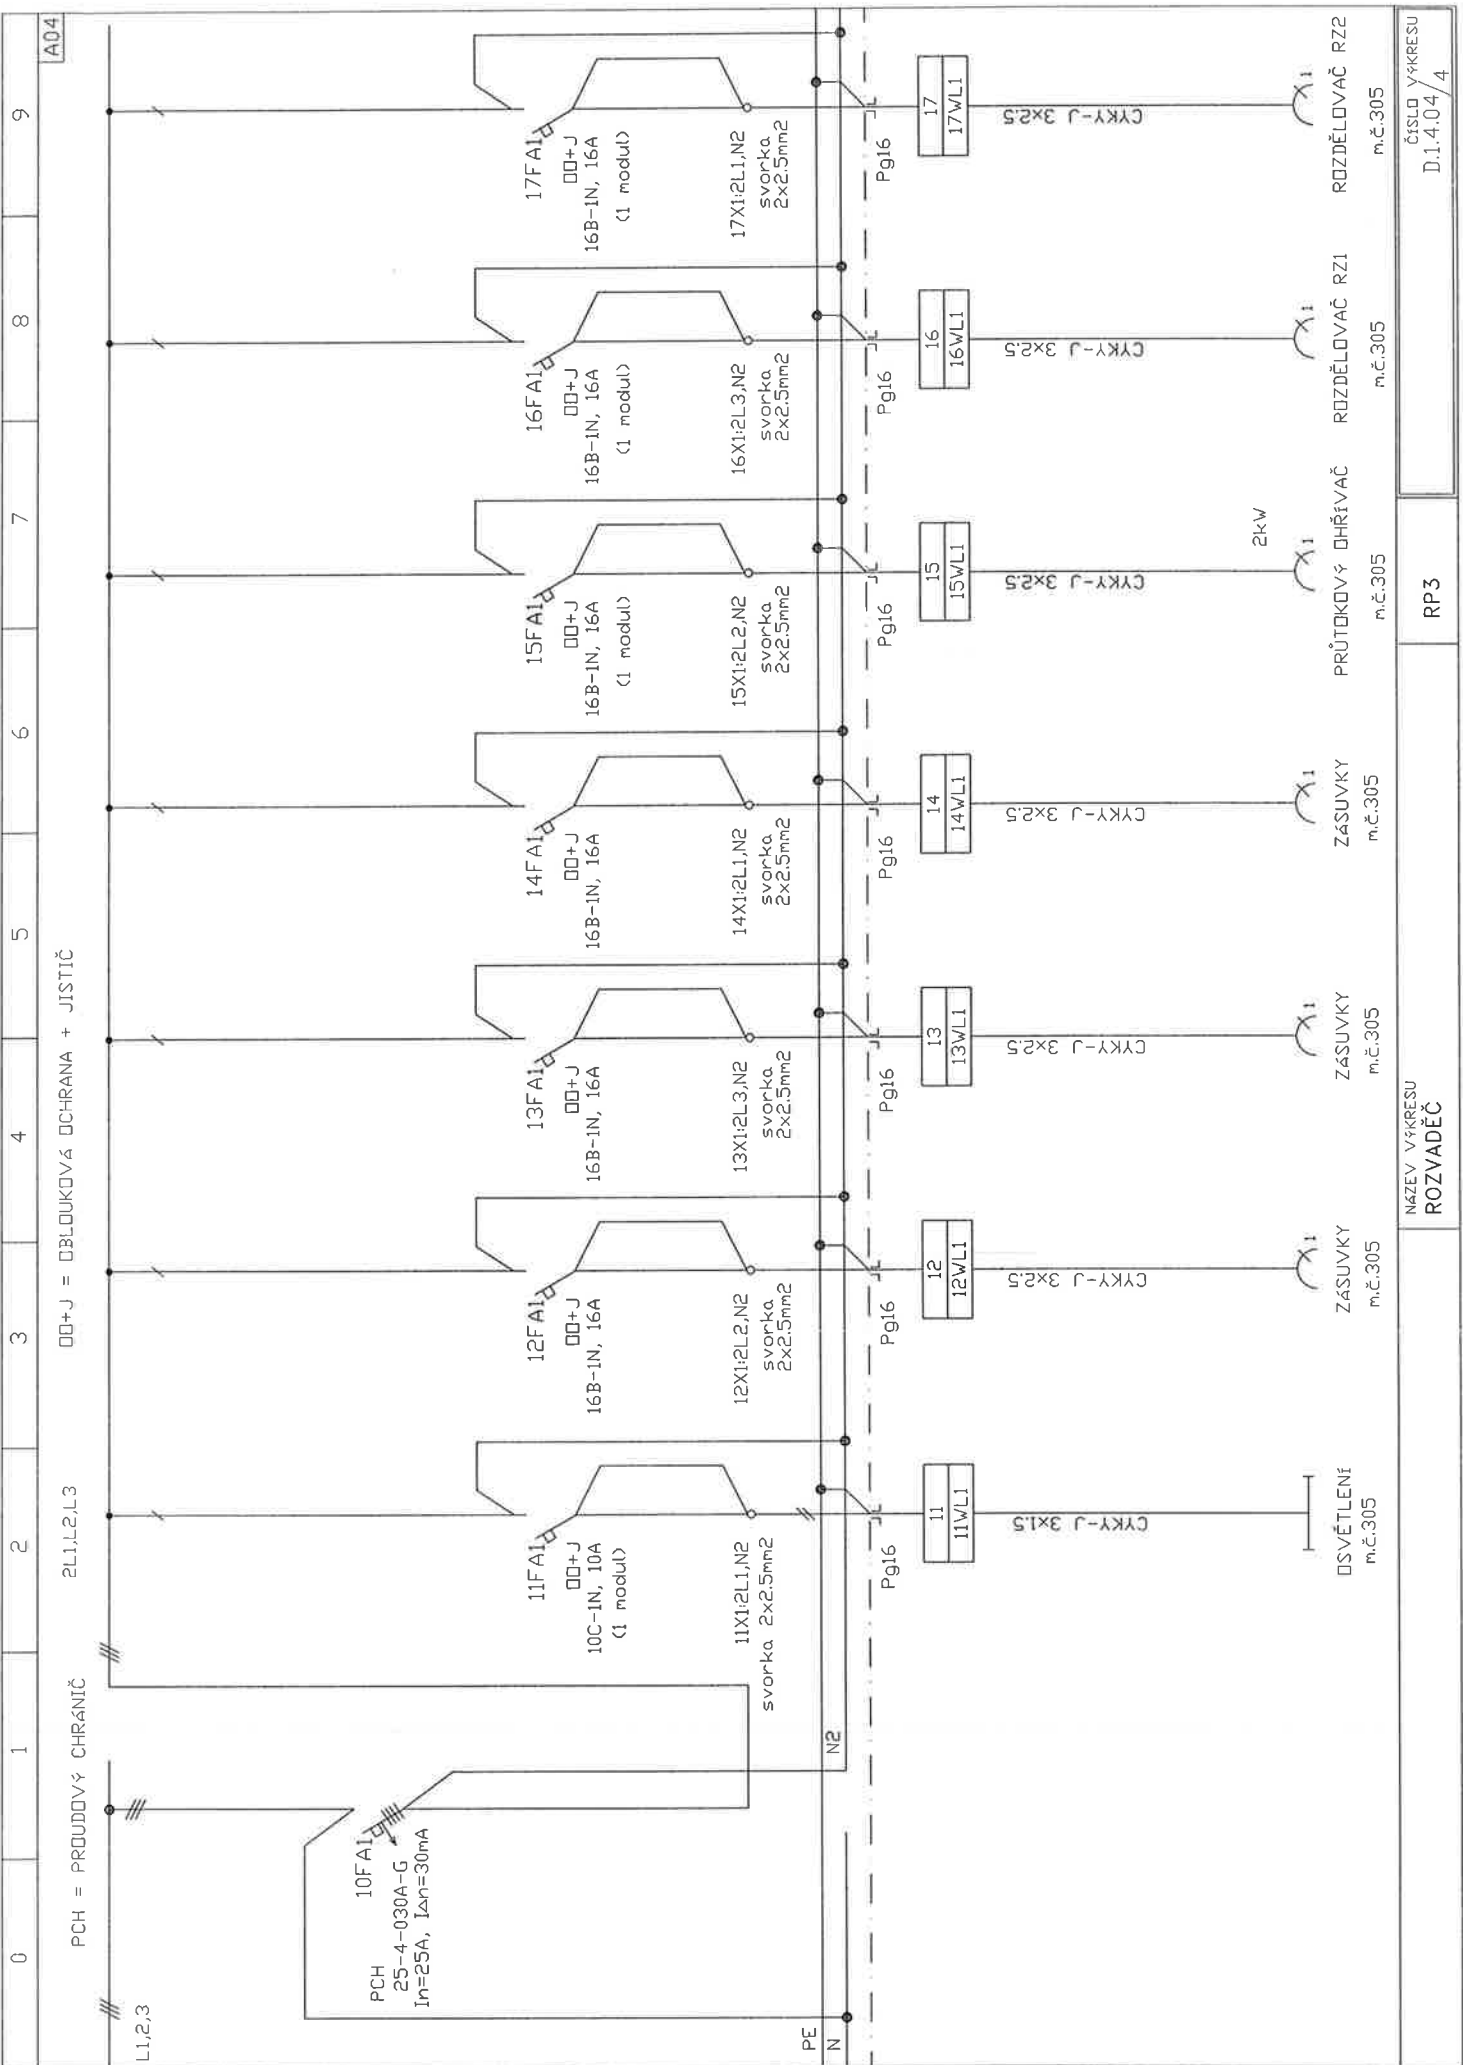 0 1 2 3 4 5 6 7 8 9
A04
PCH = PROUDOVÝ CHRÁNIČ
2L1,L2,L3
OO+J = OBLOUKOVÁ OCHRANA + JISTIČ
L1,2,3
10FA1
PCH
25-4-030A-G
In=25A, IΔn=30mA
PE
N
N2
11FA1
OO+J
10C-1N, 10A
(1 modul)
11X1:2L1,N2
svorka 2x2.5mm2
Pg16
11
11WL1
CYKY-J 3x1.5
OSVĚTLENÍ
m.č.305
12FA1
OO+J
16B-1N, 16A
12X1:2L2,N2
svorka
2x2.5mm2
Pg16
12
12WL1
CYKY-J 3x2.5
1
ZÁSUVKY
m.č.305
13FA1
OO+J
16B-1N, 16A
13X1:2L3,N2
svorka
2x2.5mm2
Pg16
13
13WL1
CYKY-J 3x2.5
1
ZÁSUVKY
m.č.305
14FA1
OO+J
16B-1N, 16A
14X1:2L1,N2
svorka
2x2.5mm2
Pg16
14
14WL1
CYKY-J 3x2.5
1
ZÁSUVKY
m.č.305
15FA1
OO+J
16B-1N, 16A
(1 modul)
15X1:2L2,N2
svorka
2x2.5mm2
Pg16
15
15WL1
CYKY-J 3x2.5
2kW
1
PRŮTOKOVÝ OHŘÍVAČ
m.č.305
16FA1
OO+J
16B-1N, 16A
(1 modul)
16X1:2L3,N2
svorka
2x2.5mm2
Pg16
16
16WL1
CYKY-J 3x2.5
1
ROZDĚLOVAČ RZ1
m.č.305
17FA1
OO+J
16B-1N, 16A
(1 modul)
17X1:2L1,N2
svorka
2x2.5mm2
Pg16
17
17WL1
CYKY-J 3x2.5
1
ROZDĚLOVAČ RZ2
m.č.305
NÁZEV VÝKRESU
ROZVADĚČ
RP3
ČÍSLO VÝKRESU
D.1.4.04/4